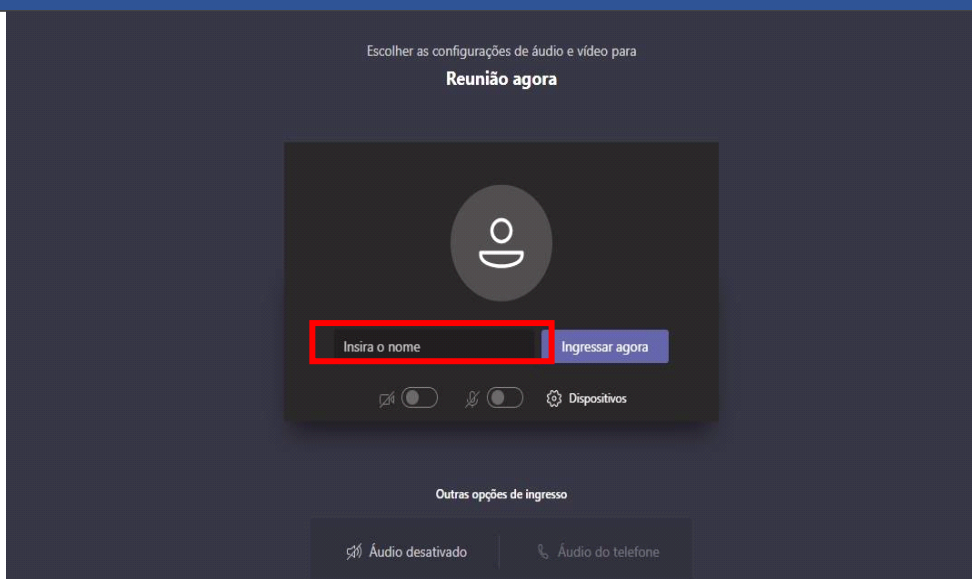 Escolher as configurações de áudio e vídeo para
Reunião agora
Insira o nome
Ingressar agora
Dispositivos
Outras opções de ingresso
Áudio desativado
Áudio do telefone